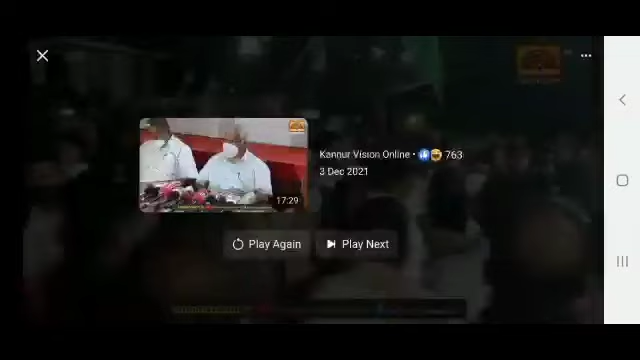 Kannur Vision Online • 763
3 Dec 2021
17:29
Play Again
Play Next